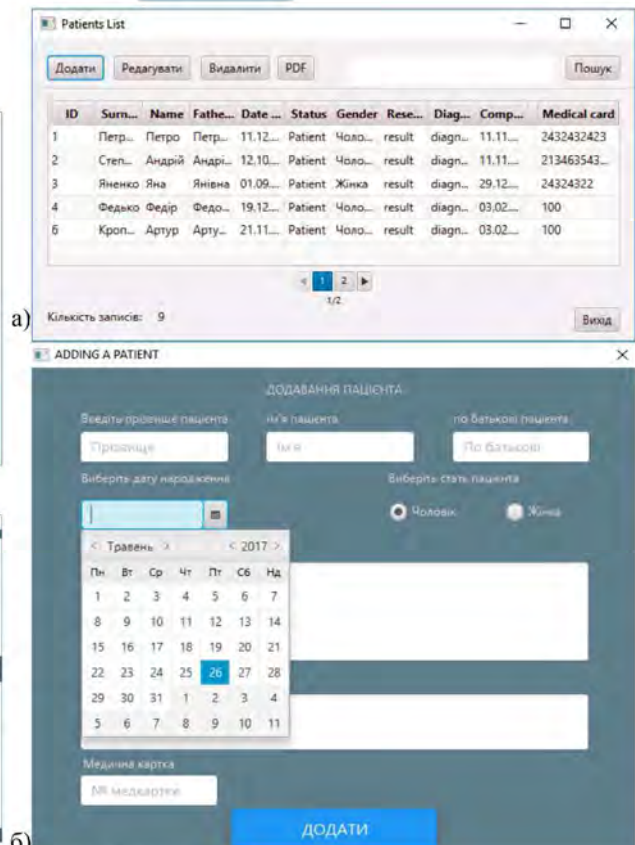 Patients List
Додати Редагувати Видалити PDF Пошук
ID Surn... Name Fathe... Date ... Status Gender Rese... Diag... Comp... Medical card
1 Петр... Петро Петр... 11.12.... Patient Чоло... result diagn... 11.11.... 2432432423
2 Степ... Андрій Андрі... 12.10.... Patient Чоло... result diagn... 11.11.... 213463543...
3 Яненко Яна Янівна 01.09.... Patient Жінка result diagn... 29.12.... 24324322
4 Федько Федір Федо... 19.12.... Patient Чоло... result diagn... 03.02.... 100
6 Кроп... Артур Арту... 21.11.... Patient Чоло... result diagn... 03.02.... 100
1 2
1/2
а) Кількість записів: 9 Вихід
ADDING A PATIENT
ДОДАВАННЯ ПАЦІЄНТА
Введіть прізвище пацієнта ім'я пацієнта по батькові пацієнта
Прізвище Ім'я По батькові
Виберіть дату народження Виберіть стать пацієнта
Чоловік Жінка
< Травень > < 2017 >
Пн Вт Ср Чт Пт Сб Нд
1 2 3 4 5 6 7
8 9 10 11 12 13 14
15 16 17 18 19 20 21
22 23 24 25 26 27 28
29 30 31 1 2 3 4
5 6 7 8 9 10 11
Медична картка
№ медкартки
ДОДАТИ
б)